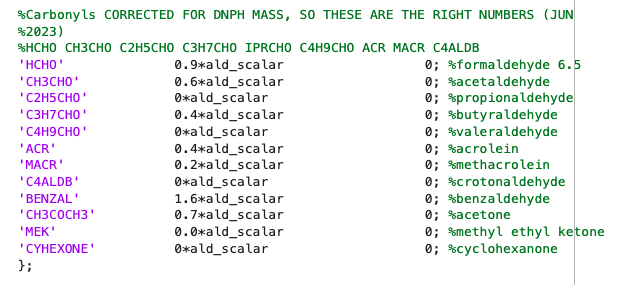 %Carbonyls CORRECTED FOR DNPH MASS, SO THESE ARE THE RIGHT NUMBERS (JUN
%2023)
%HCHO CH3CHO C2H5CHO C3H7CHO IPRCHO C4H9CHO ACR MACR C4ALDB
'HCHO' 0.9*ald_scalar 0; %formaldehyde 6.5
'CH3CHO' 0.6*ald_scalar 0; %acetaldehyde
'C2H5CHO' 0*ald_scalar 0; %propionaldehyde
'C3H7CHO' 0.4*ald_scalar 0; %butyraldehyde
'C4H9CHO' 0*ald_scalar 0; %valeraldehyde
'ACR' 0.4*ald_scalar 0; %acrolein
'MACR' 0.2*ald_scalar 0; %methacrolein
'C4ALDB' 0*ald_scalar 0; %crotonaldehyde
'BENZAL' 1.6*ald_scalar 0; %benzaldehyde
'CH3COCH3' 0.7*ald_scalar 0; %acetone
'MEK' 0.0*ald_scalar 0; %methyl ethyl ketone
'CYHEXONE' 0*ald_scalar 0; %cyclohexanone
};